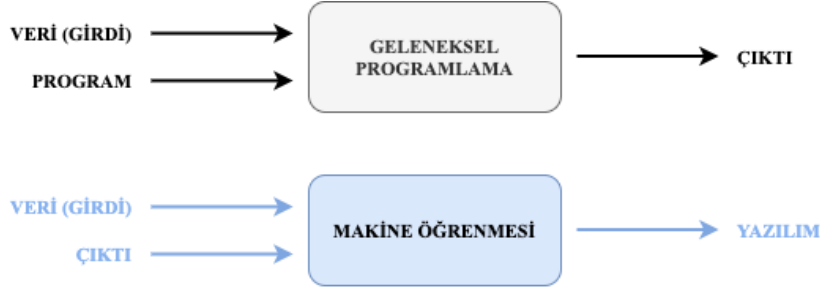 VERİ (GİRDİ)
PROGRAM
GELENEKSEL
PROGRAMLAMA
ÇIKTI
VERİ (GİRDİ)
ÇIKTI
MAKİNE ÖĞRENMESİ
YAZILIM